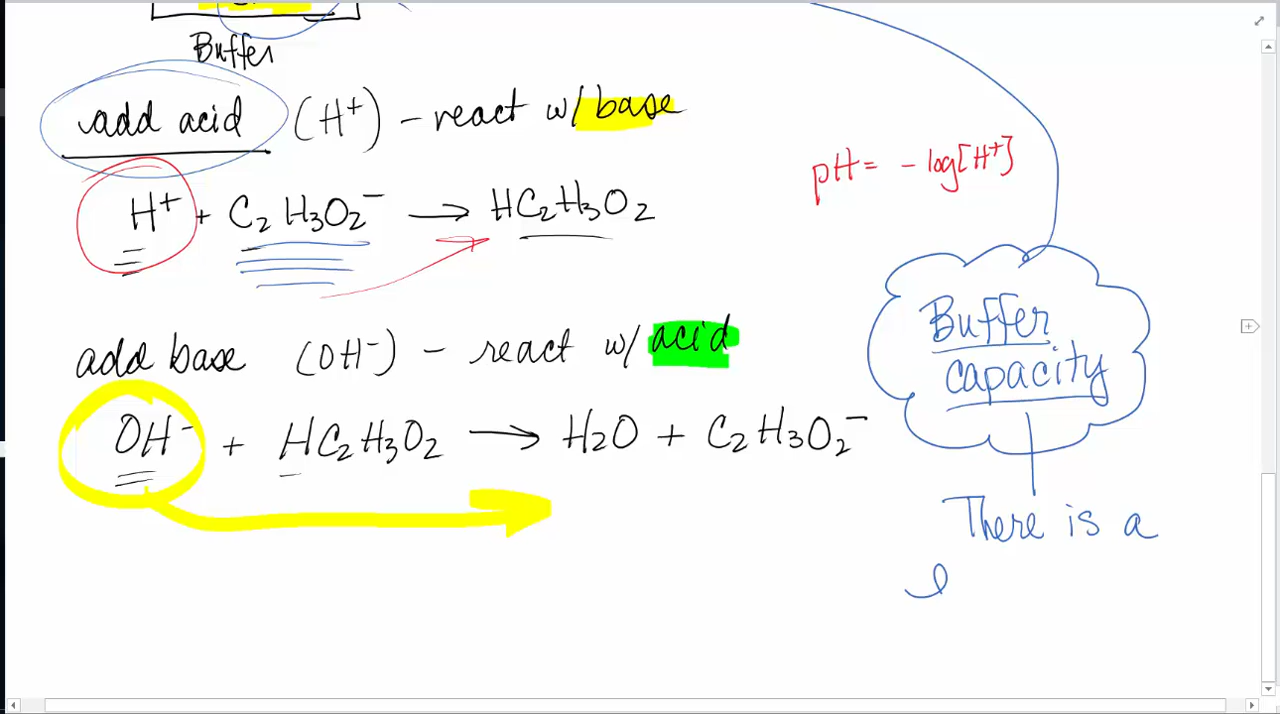 Buffer
add acid (H⁺) – react w/ base
H⁺ + C₂H₃O₂⁻ → HC₂H₃O₂
pH = - log[H⁺]
add base (OH⁻) – react w/ acid
OH⁻ + HC₂H₃O₂ → H₂O + C₂H₃O₂⁻
Buffer
capacity
There is a
l